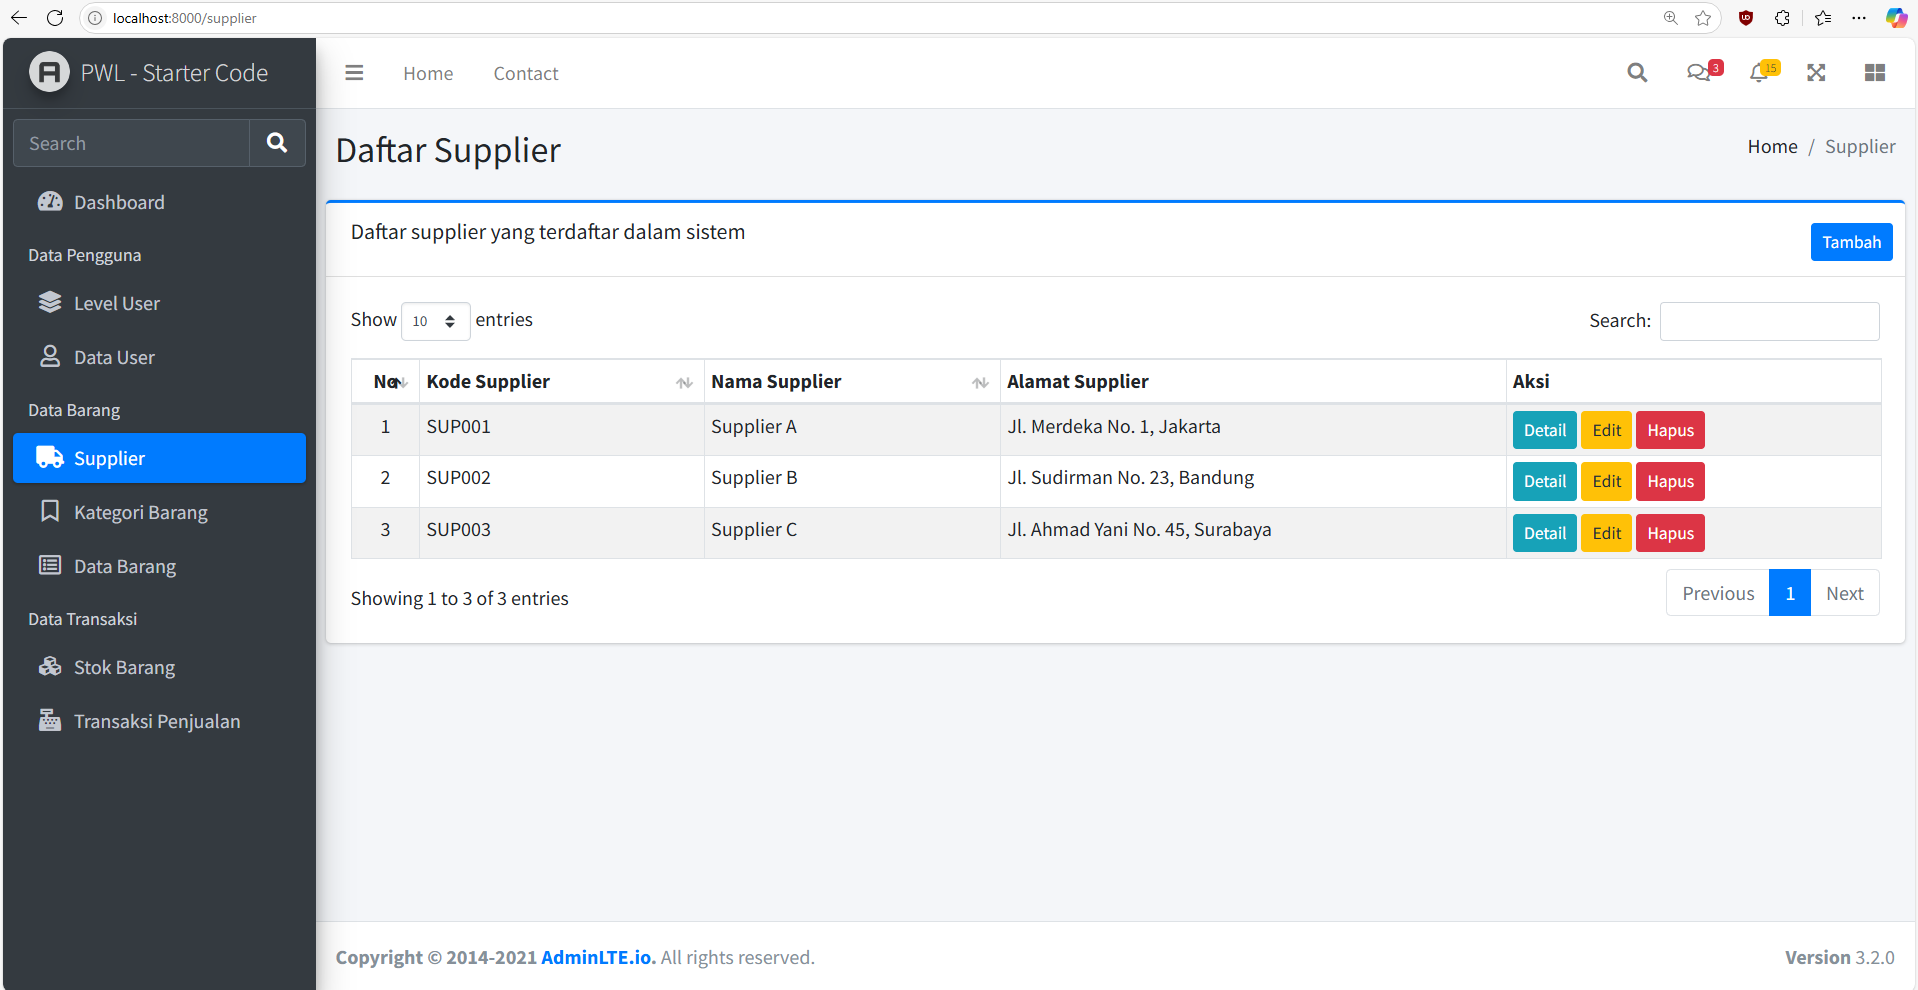 localhost:8000/supplier
PWL - Starter Code
Home
Contact
3
15
Search
Dashboard
Data Pengguna
Level User
Data User
Data Barang
Supplier
Kategori Barang
Data Barang
Data Transaksi
Stok Barang
Transaksi Penjualan
Daftar Supplier
Home / Supplier
Daftar supplier yang terdaftar dalam sistem
Tambah
Show 10 entries
Search:
No Kode Supplier Nama Supplier Alamat Supplier Aksi
1 SUP001 Supplier A Jl. Merdeka No. 1, Jakarta Detail Edit Hapus
2 SUP002 Supplier B Jl. Sudirman No. 23, Bandung Detail Edit Hapus
3 SUP003 Supplier C Jl. Ahmad Yani No. 45, Surabaya Detail Edit Hapus
Showing 1 to 3 of 3 entries
Previous 1 Next
Copyright © 2014-2021 AdminLTE.io. All rights reserved.
Version 3.2.0